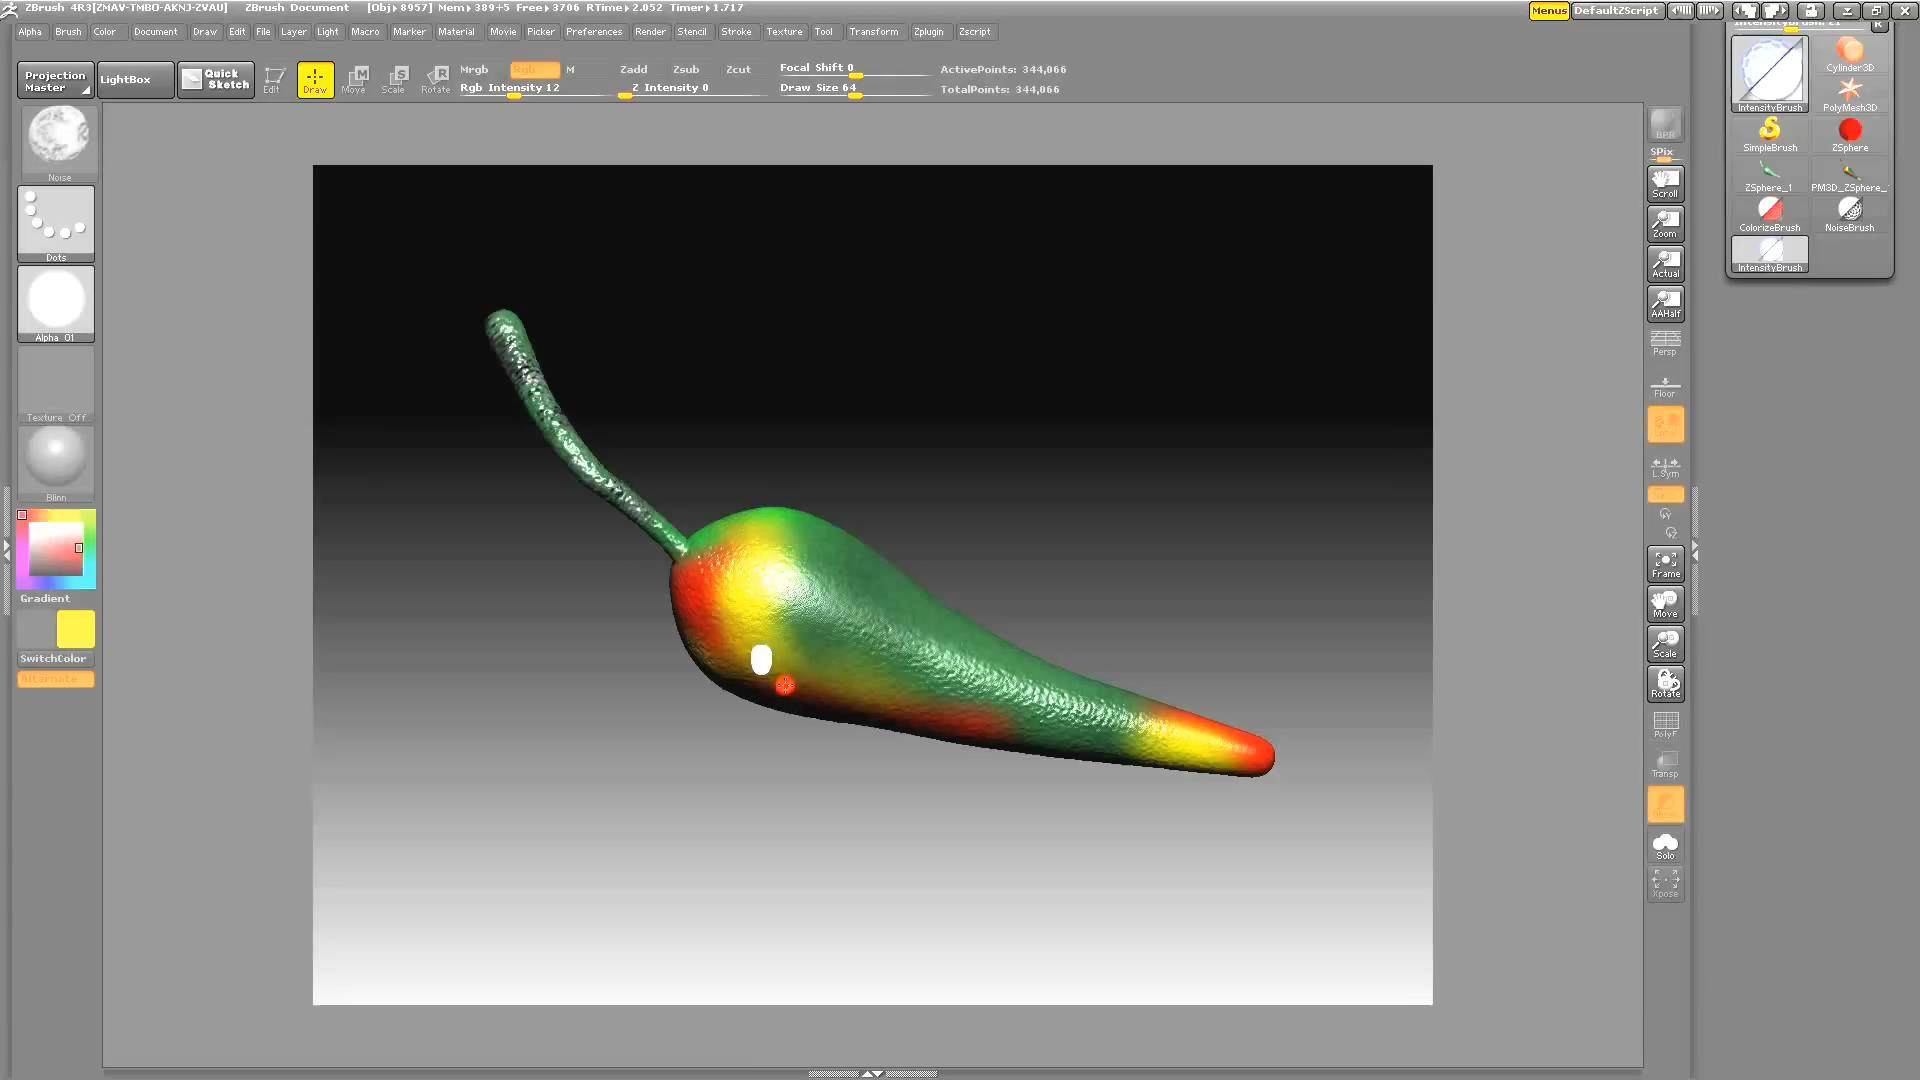 ZBrush 4R3[ZMAV-TMBO-AKNJ-ZVAU] ZBrush Document [Obj▸8957] Mem▸389+5 Free▸3706 RTime▸2.052 Timer▸1.717 Menus DefaultZScript
Alpha Brush Color Document Draw Edit File Layer Light Macro Marker Material Movie Picker Preferences Render Stencil Stroke Texture Tool Transform Zplugin Zscript
Projection Master
LightBox
Quick Sketch
Edit
Draw
Move
Scale
Rotate
Mrgb Rgb M Zadd Zsub Zcut Focal Shift 0 ActivePoints: 344,066
Rgb Intensity 12 Z Intensity 0 Draw Size 64 TotalPoints: 344,066
Noise
Dots
Alpha 01
Texture Off
Blinn
Gradient
SwitchColor
Alternate
BPR
SPix
Scroll
Zoom
Actual
AAHalf
Persp
Floor
L.Sym
Frame
Move
Scale
Rotate
PolyF
Transp
Solo
Xpose
R
IntensityBrush Cylinder3D
PolyMesh3D
SimpleBrush ZSphere
ZSphere_1 PM3D_ZSphere_
ColorizeBrush NoiseBrush
IntensityBrush